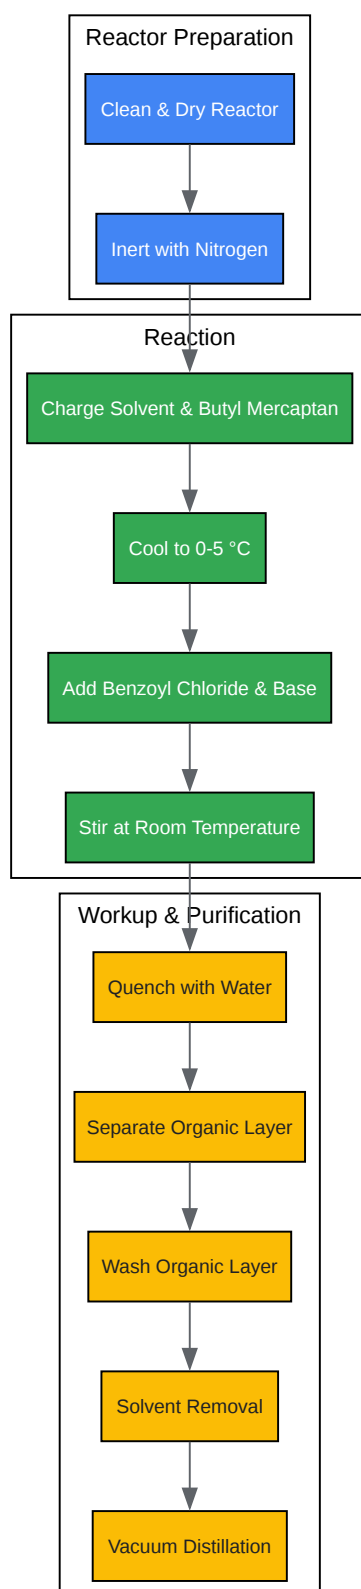 Reactor Preparation
Clean & Dry Reactor
Inert with Nitrogen
Reaction
Charge Solvent & Butyl Mercaptan
Cool to 0-5 °C
Add Benzoyl Chloride & Base
Stir at Room Temperature
Workup & Purification
Quench with Water
Separate Organic Layer
Wash Organic Layer
Solvent Removal
Vacuum Distillation